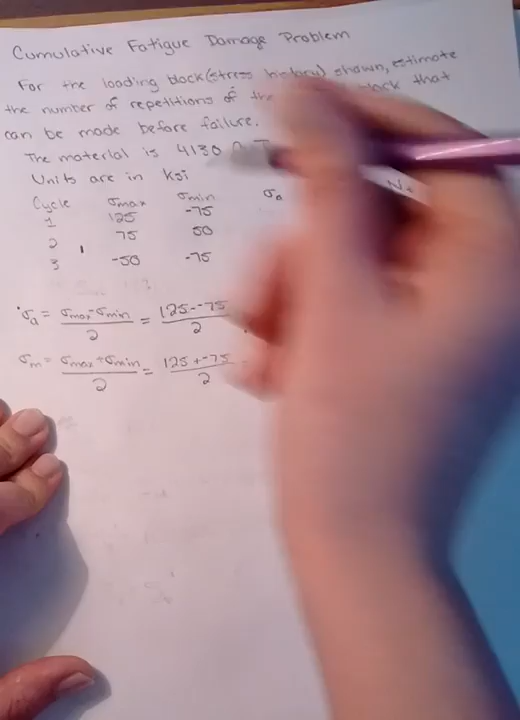 Cumulative Fatigue Damage Problem
For the loading block (stress history) shown, estimate
the number of repetitions of that
can be made before failure.
The material is 4130
Units are in ksi
Cycle σmax σmin σa
1 125 -75
2 75 50
3 -50 -75
σa = σmax-σmin / 2 = 125--75 / 2
σm = σmax+σmin / 2 = 125+-75 / 2